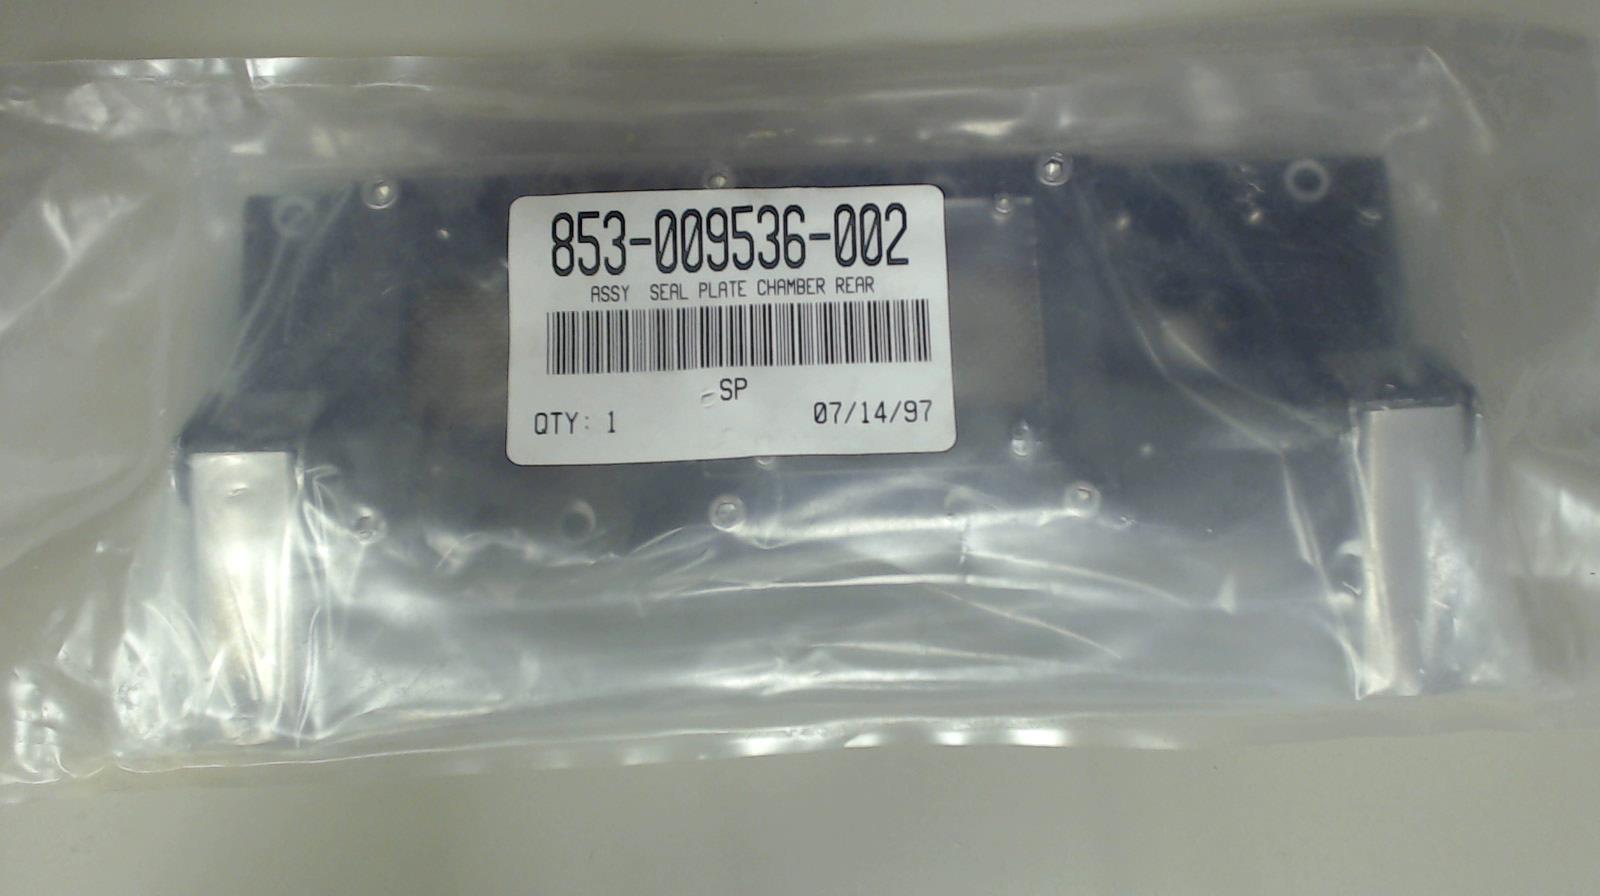 853-009536-002
ASSY SEAL PLATE CHAMBER REAR
SP
QTY: 1 07/14/97